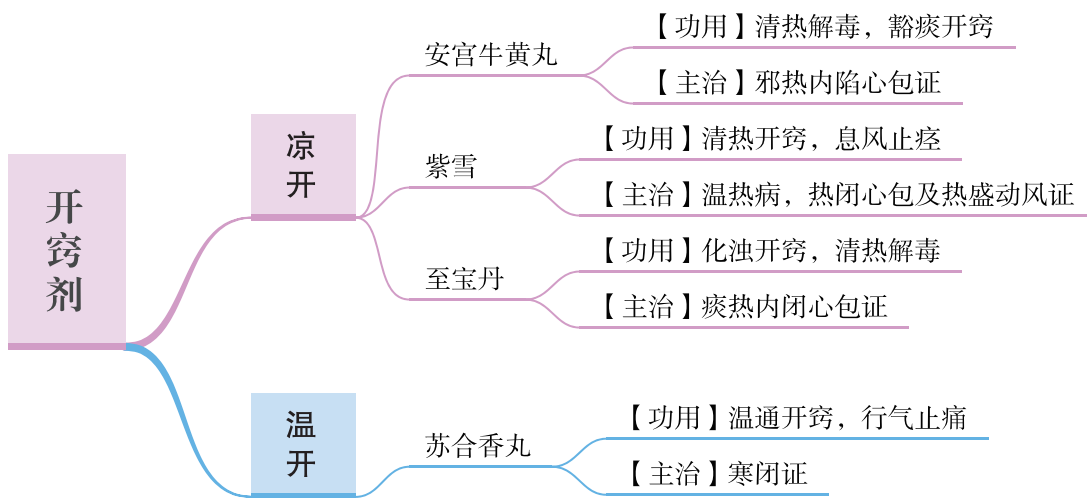 开窍剂
凉开
安宫牛黄丸
【功用】清热解毒，豁痰开窍
【主治】邪热内陷心包证
紫雪
【功用】清热开窍，息风止痉
【主治】温热病，热闭心包及热盛动风证
至宝丹
【功用】化浊开窍，清热解毒
【主治】痰热内闭心包证
温开
苏合香丸
【功用】温通开窍，行气止痛
【主治】寒闭证